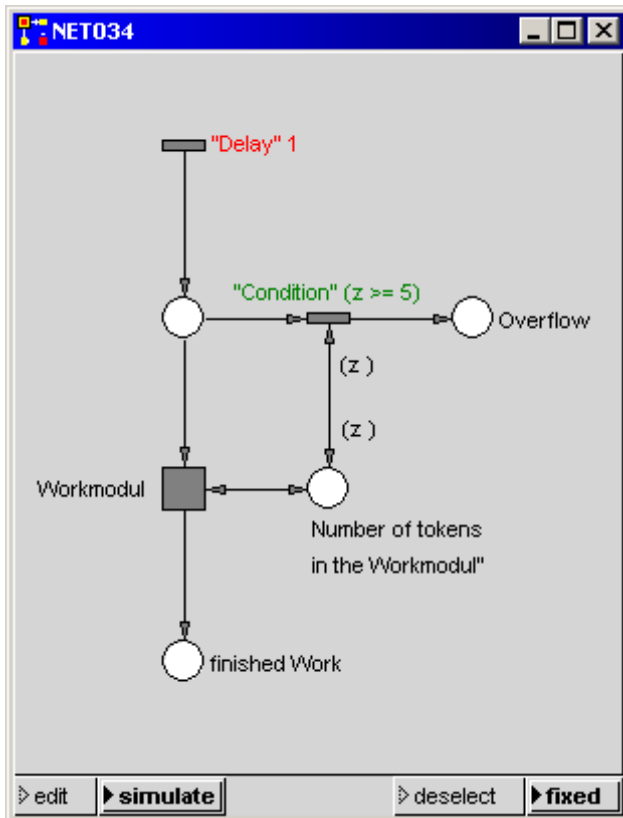 NET034
"Delay" 1
"Condition" (z >= 5)
Overflow
(z )
(z )
Workmodul
Number of tokens
in the Workmodul"
finished Work
edit simulate deselect fixed